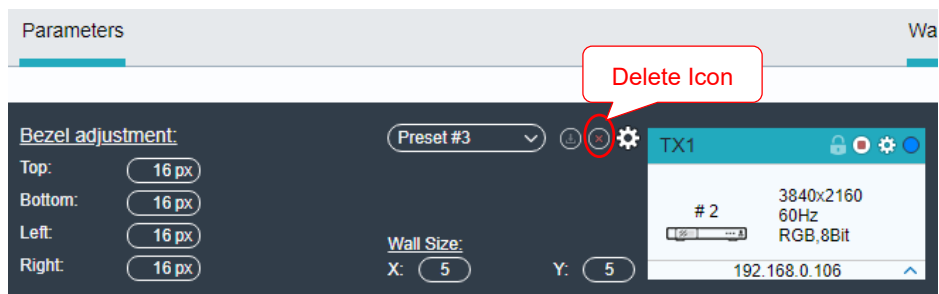 Parameters
Wa
Delete Icon
Bezel adjustment:
Preset #3
Top:
16 px
Bottom:
16 px
Left:
16 px
Right:
16 px
Wall Size:
X: 5
Y: 5
TX1
# 2
3840x2160
60Hz
RGB,8Bit
192.168.0.106